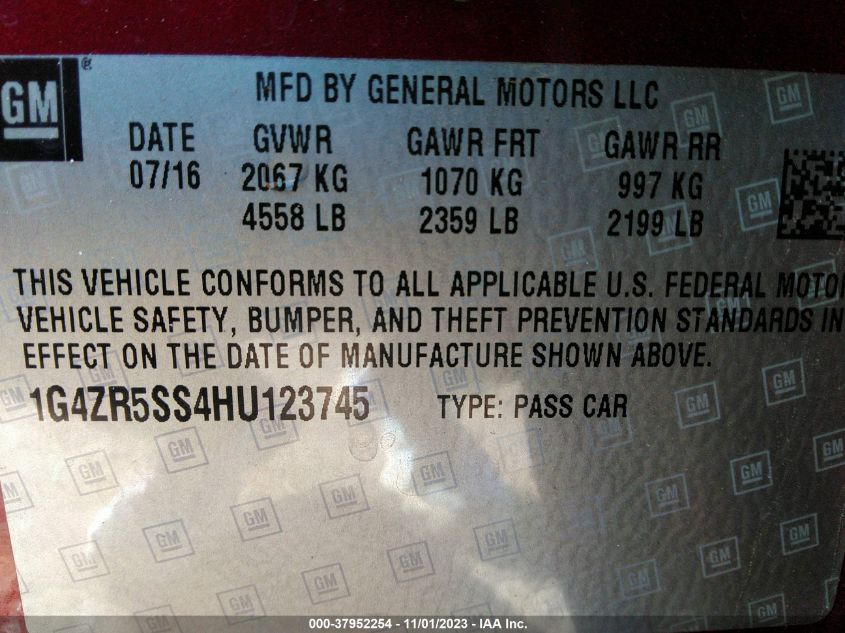 GM®
MFD BY GENERAL MOTORS LLC
DATE GVWR GAWR FRT GAWR RR
07/16 2067 KG 1070 KG 997 KG
4558 LB 2359 LB 2199 LB
THIS VEHICLE CONFORMS TO ALL APPLICABLE U.S. FEDERAL MOTO
VEHICLE SAFETY, BUMPER, AND THEFT PREVENTION STANDARDS IN
EFFECT ON THE DATE OF MANUFACTURE SHOWN ABOVE.
1G4ZR5SS4HU123745 TYPE: PASS CAR
000-37952254 - 11/01/2023 - IAA Inc.